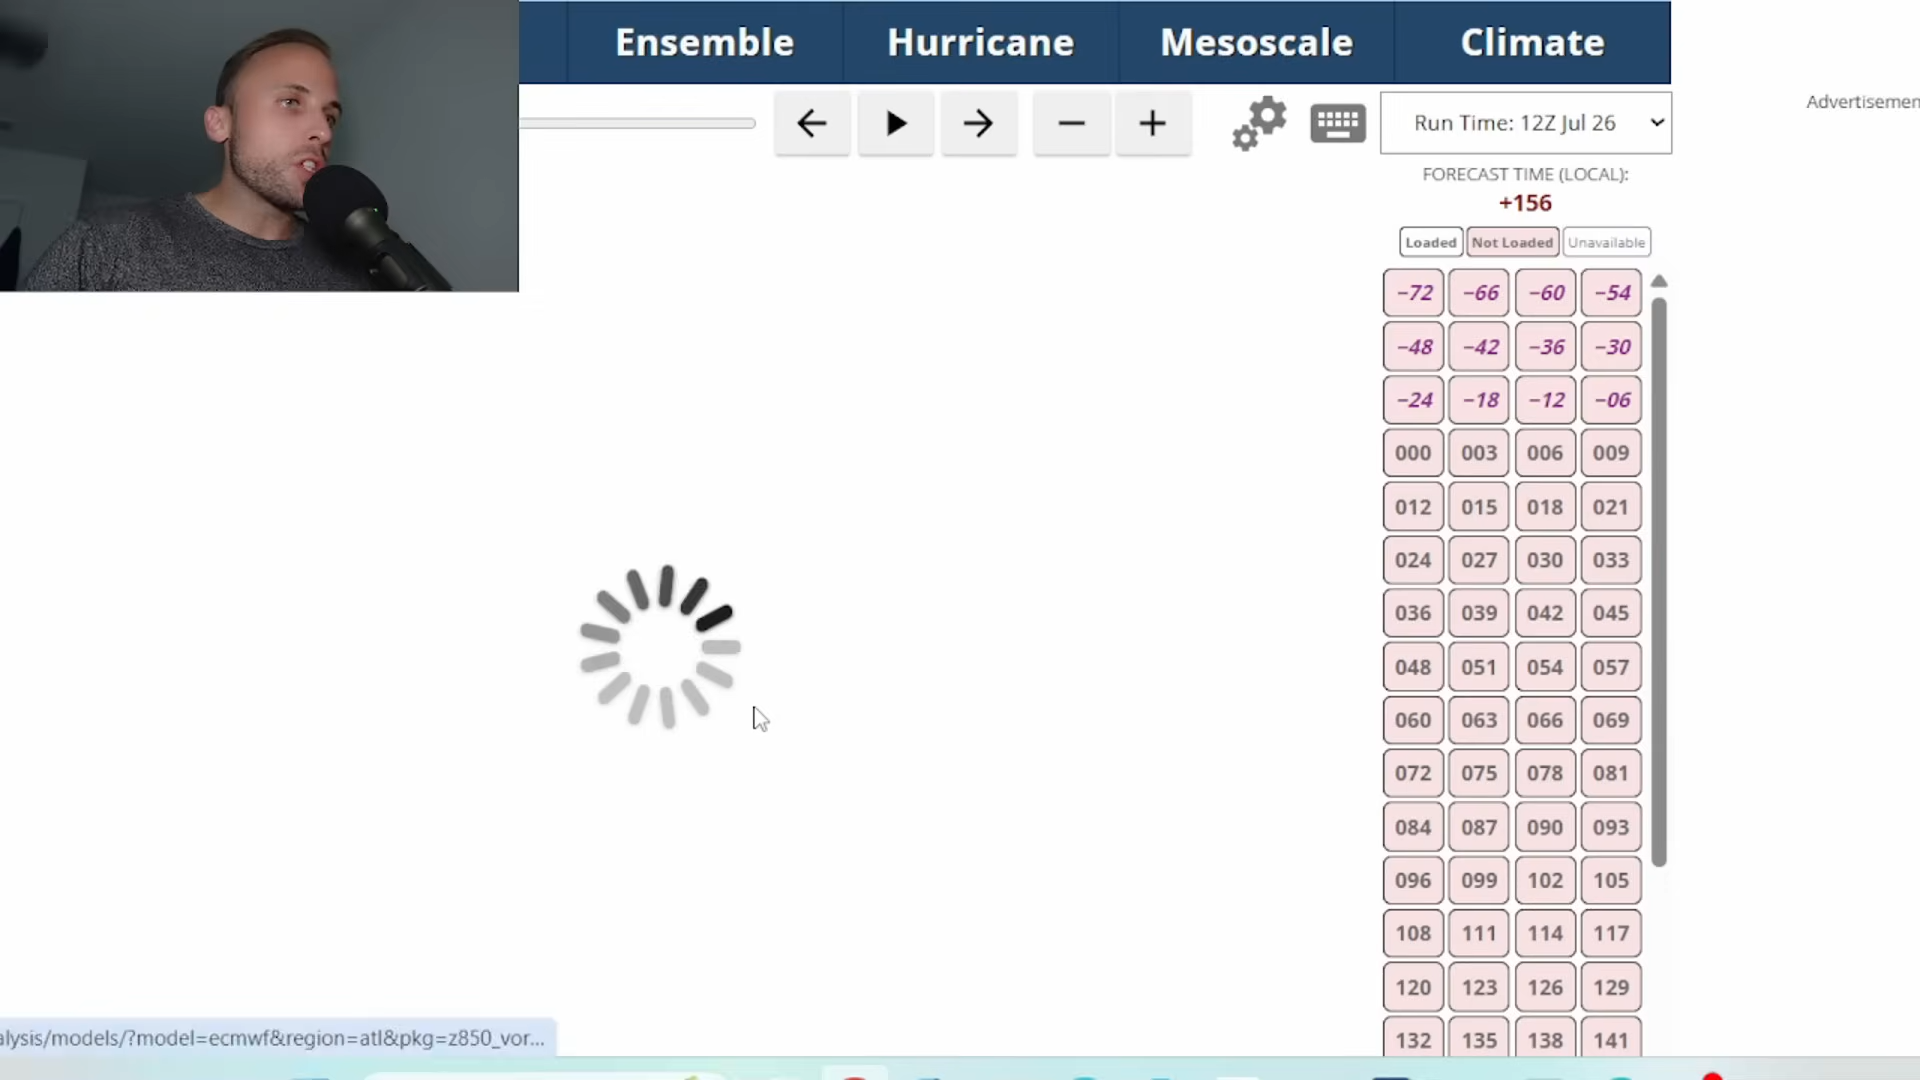 Ensemble Hurricane Mesoscale Climate
Run Time: 12Z Jul 26
Advertisemen
FORECAST TIME (LOCAL):
+156
Loaded Not Loaded Unavailable
−72 −66 −60 −54
−48 −42 −36 −30
−24 −18 −12 −06
000 003 006 009
012 015 018 021
024 027 030 033
036 039 042 045
048 051 054 057
060 063 066 069
072 075 078 081
084 087 090 093
096 099 102 105
108 111 114 117
120 123 126 129
132 135 138 141
alysis/models/?model=ecmwf&region=atl&pkg=z850_vor...